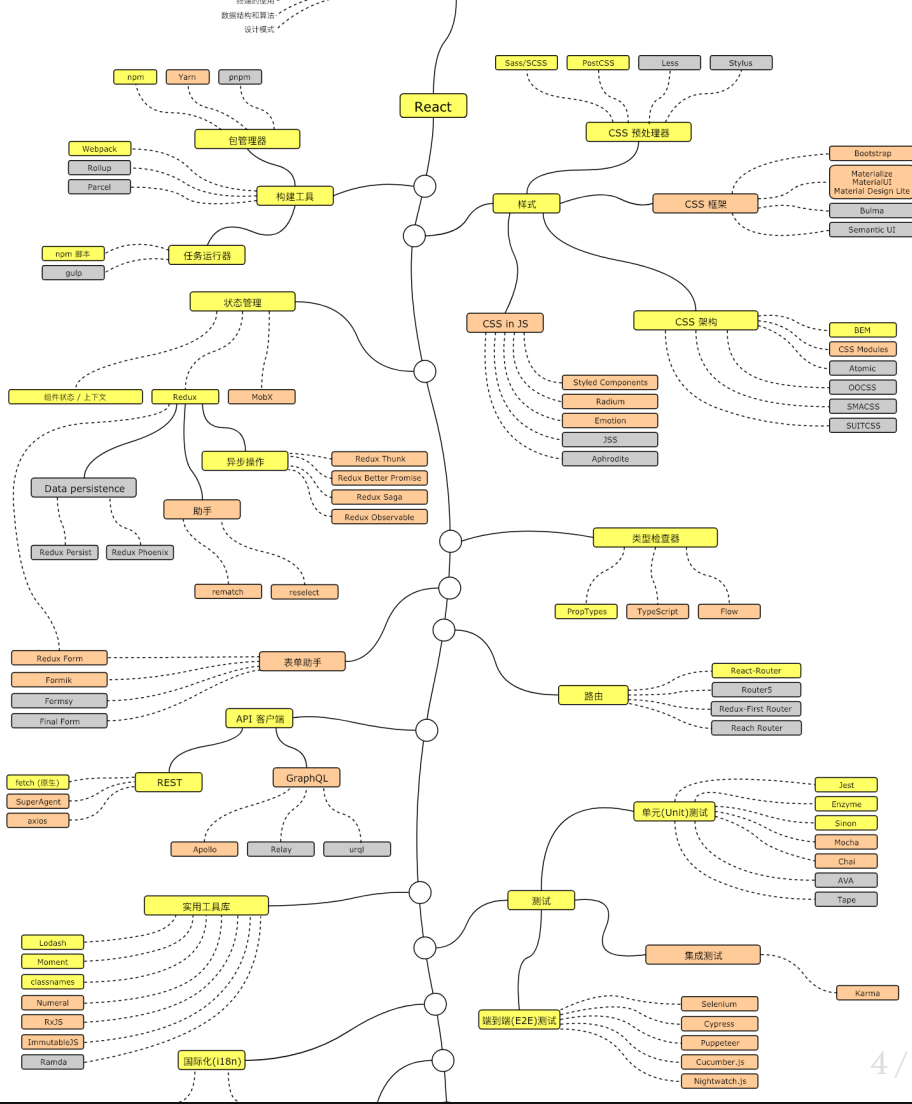 终端的使用
数据结构和算法
设计模式
React
npm
Yarn
pnpm
包管理器
Webpack
Rollup
Parcel
构建工具
npm 脚本
gulp
任务运行器
Sass/SCSS
PostCSS
Less
Stylus
CSS 预处理器
样式
CSS 框架
Bootstrap
Materialize
MaterialUI
Material Design Lite
Bulma
Semantic UI
CSS in JS
Styled Components
Radium
Emotion
JSS
Aphrodite
CSS 架构
BEM
CSS Modules
Atomic
OOCSS
SMACSS
SUITCSS
状态管理
组件状态 / 上下文
Redux
MobX
异步操作
Redux Thunk
Redux Better Promise
Redux Saga
Redux Observable
Data persistence
Redux Persist
Redux Phoenix
助手
rematch
reselect
类型检查器
PropTypes
TypeScript
Flow
表单助手
Redux Form
Formik
Formsy
Final Form
路由
React-Router
Router5
Redux-First Router
Reach Router
API 客户端
REST
fetch (原生)
SuperAgent
axios
GraphQL
Apollo
Relay
urql
实用工具库
Lodash
Moment
classnames
Numeral
RxJS
ImmutableJS
Ramda
测试
单元(Unit)测试
Jest
Enzyme
Sinon
Mocha
Chai
AVA
Tape
集成测试
Karma
端到端(E2E)测试
Selenium
Cypress
Puppeteer
Cucumber.js
Nightwatch.js
国际化(i18n)
4/